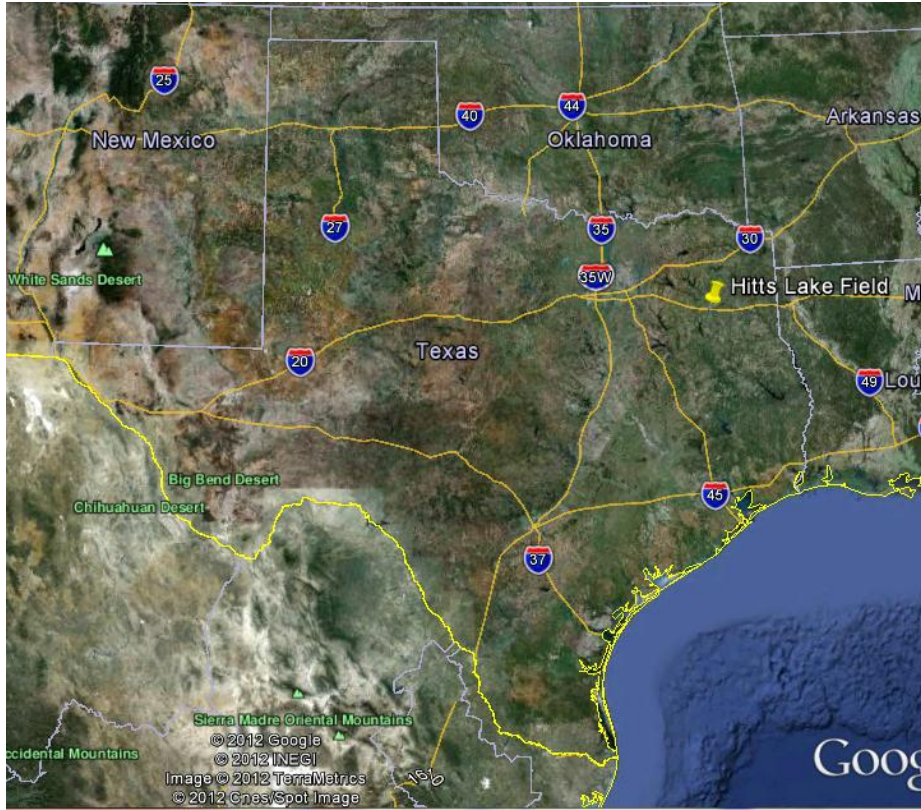 25
40
44
New Mexico
Oklahoma
Arkansas
27
35
30
White Sands Desert
35W
Hitts Lake Field
M
20
Texas
49
Lou
Big Bend Desert
Chihuahuan Desert
45
37
Sierra Madre Oriental Mountains
ccidental Mountains
© 2012 Google
© 2012 INEGI
Image © 2012 TerraMetrics
© 2012 Cnes/Spot Image
Goog